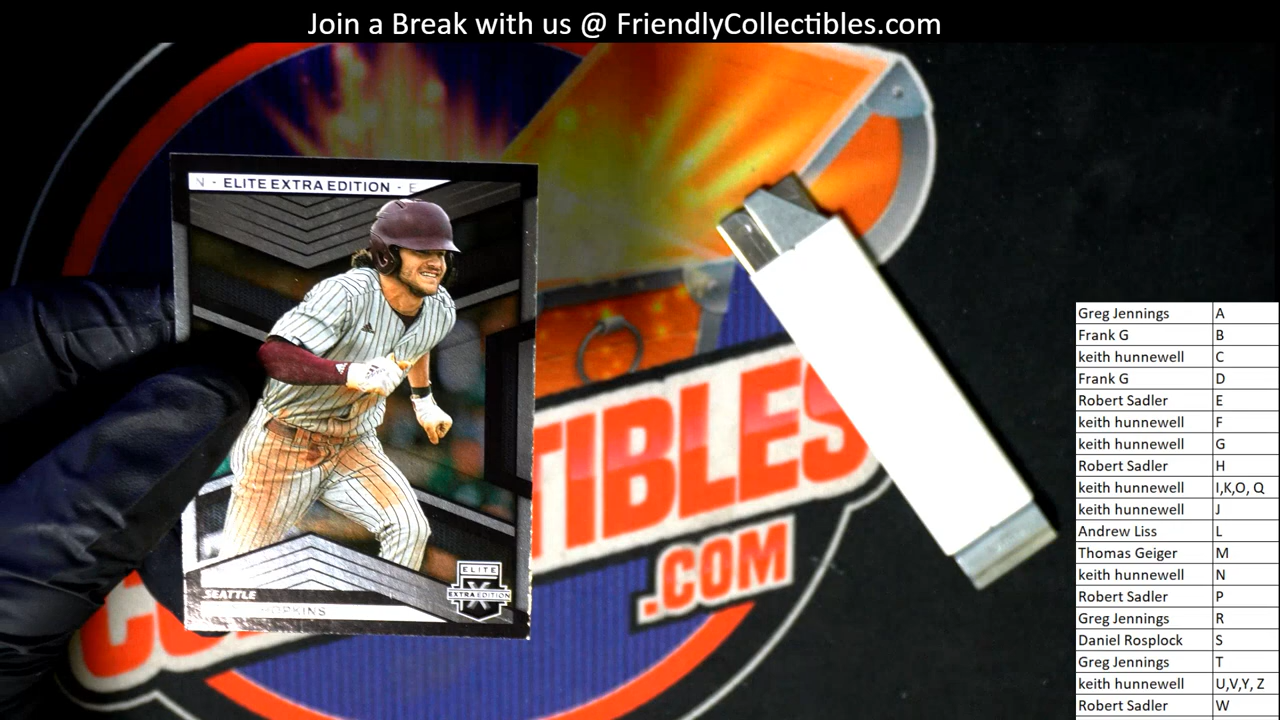 Join a Break with us @ FriendlyCollectibles.com
- ELITE EXTRA EDITION - E
SEATTLE
ELITE
X
EXTRA EDITION
TIBLES
.COM
CO
Greg Jennings A
Frank G B
keith hunnewell C
Frank G D
Robert Sadler E
keith hunnewell F
keith hunnewell G
Robert Sadler H
keith hunnewell I,K,O, Q
keith hunnewell J
Andrew Liss L
Thomas Geiger M
keith hunnewell N
Robert Sadler P
Greg Jennings R
Daniel Rosplock S
Greg Jennings T
keith hunnewell U,V,Y, Z
Robert Sadler W